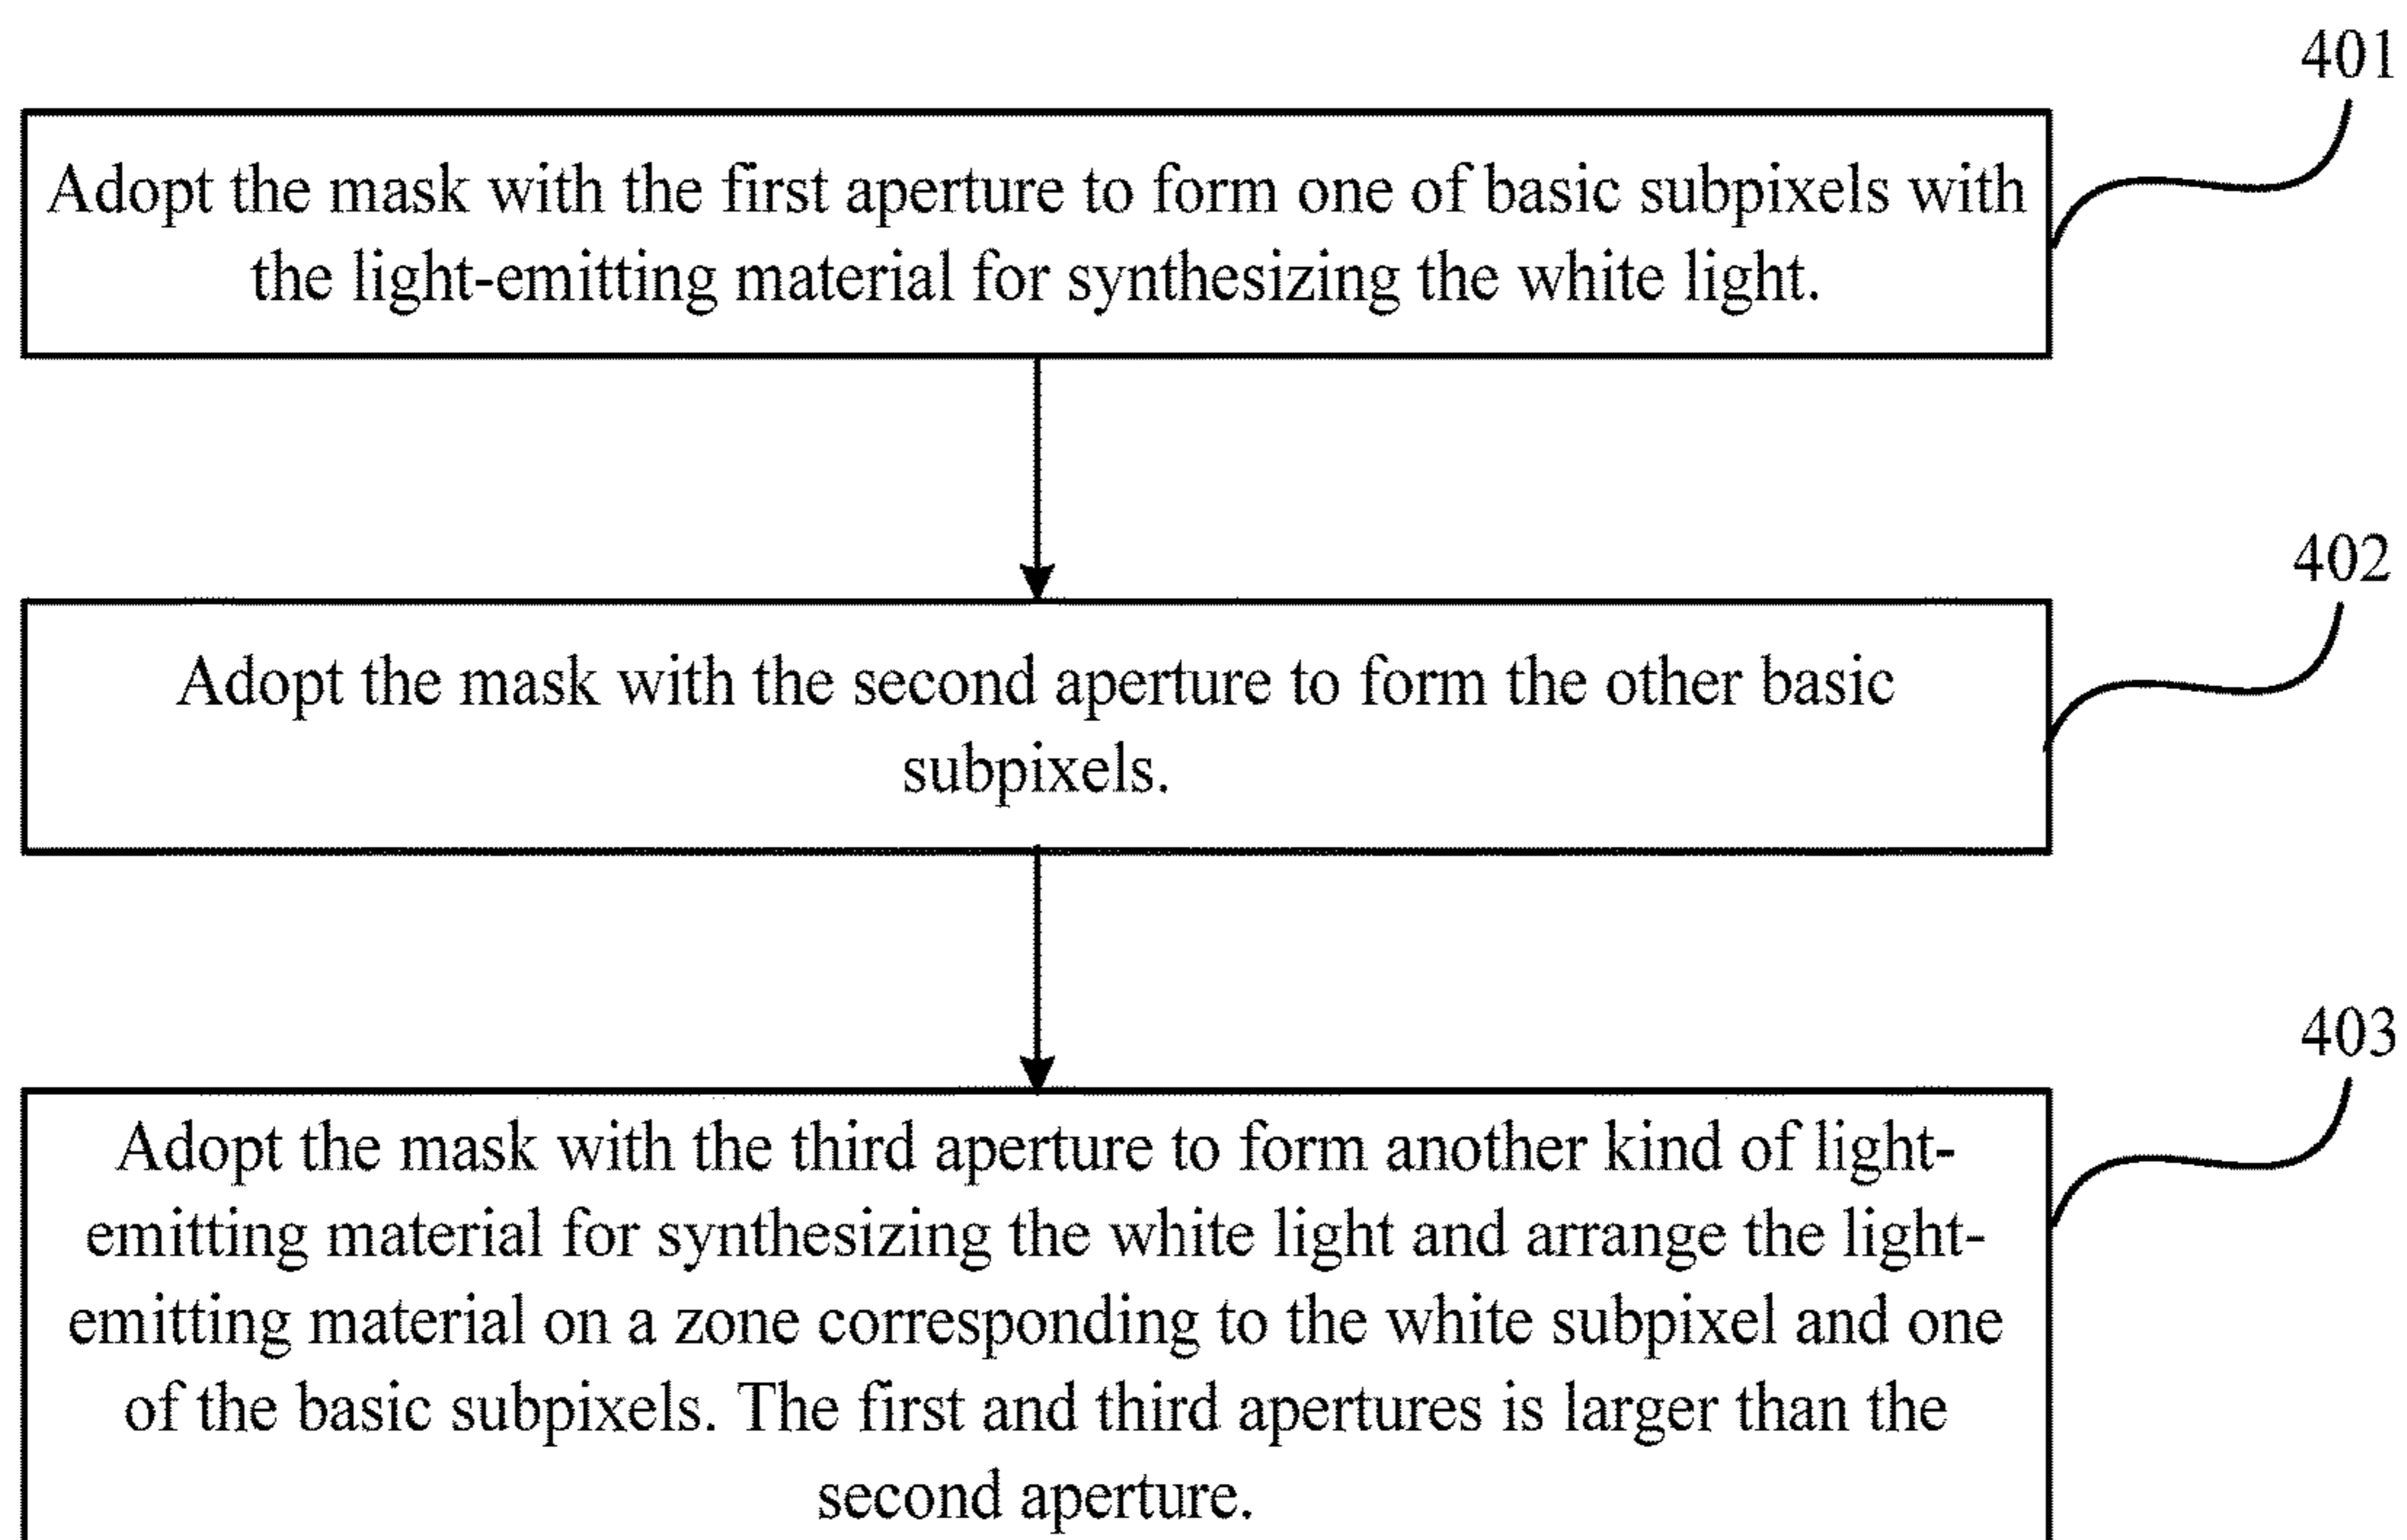 401
Adopt the mask with the first aperture to form one of basic subpixels with
the light-emitting material for synthesizing the white light.
402
Adopt the mask with the second aperture to form the other basic
subpixels.
403
Adopt the mask with the third aperture to form another kind of light-
emitting material for synthesizing the white light and arrange the light-
emitting material on a zone corresponding to the white subpixel and one
of the basic subpixels. The first and third apertures is larger than the
second aperture.